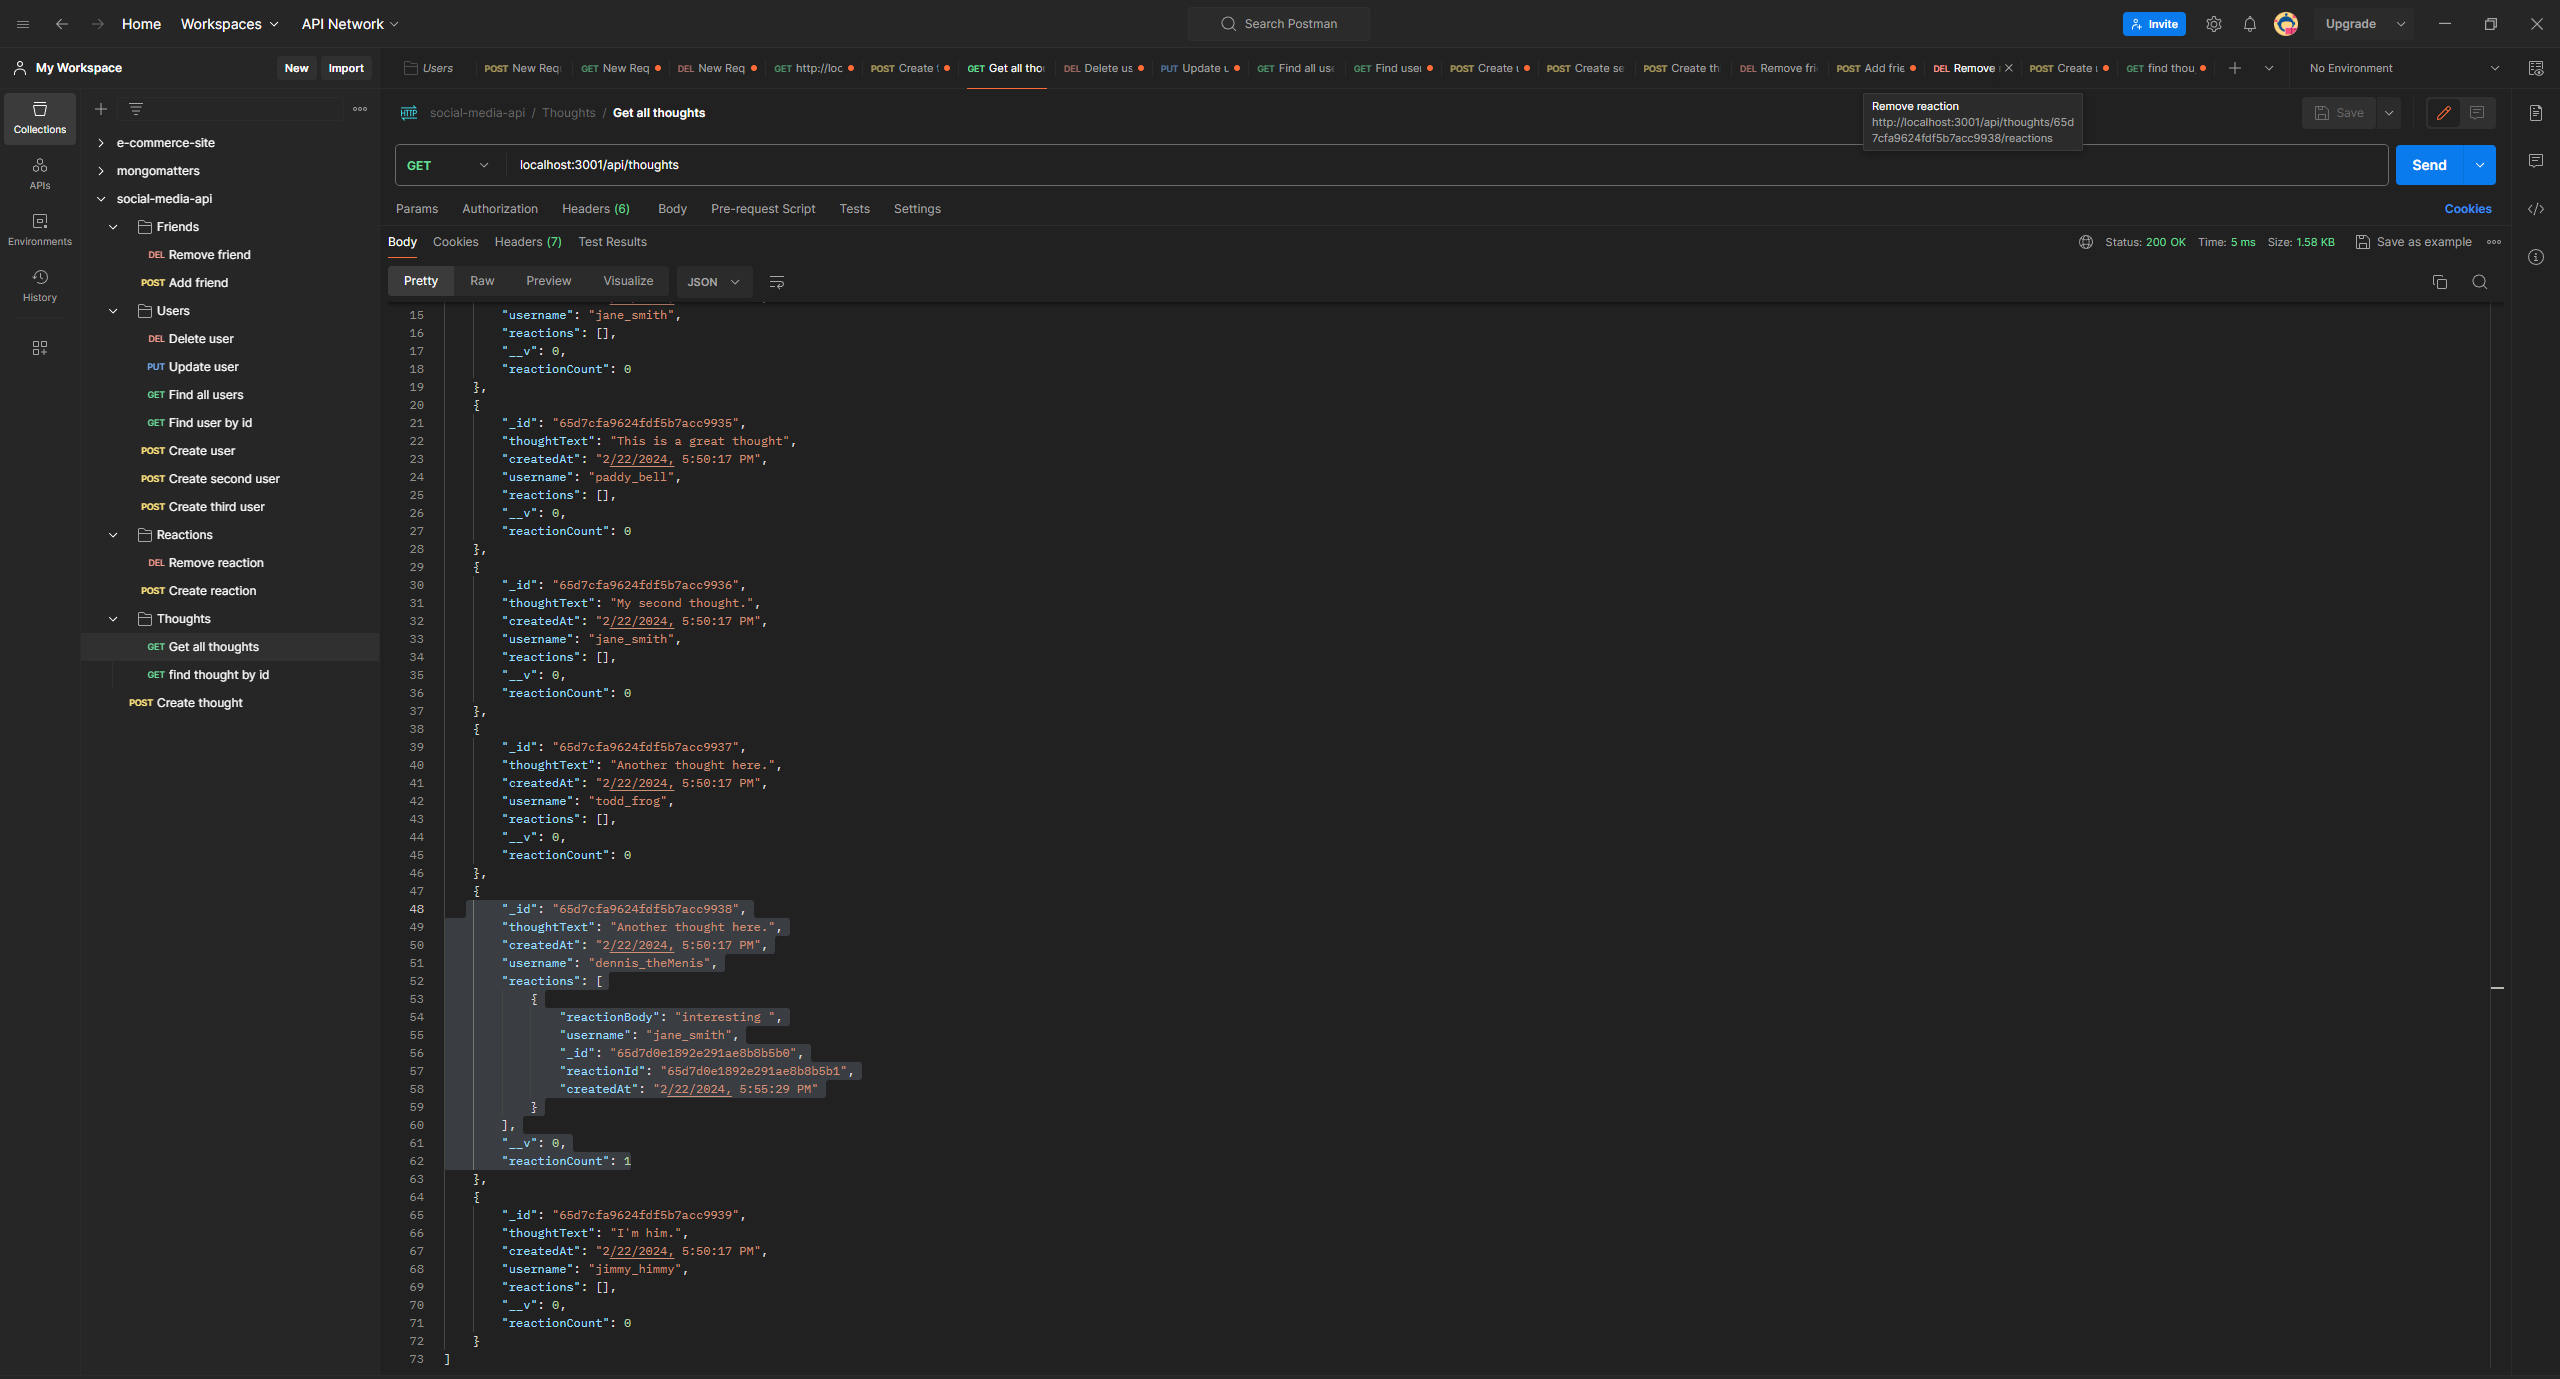 Home Workspaces API Network Search Postman Invite Upgrade
My Workspace New Import
Users POST New Req GET New Req DEL New Req GET http://loc POST Create GET Get all tho DEL Delete us PUT Update u GET Find all use GET Find user POST Create u POST Create se POST Create th DEL Remove fri POST Add frie DEL Remove POST Create GET find thou No Environment
Collections
APIs
Environments
History
e-commerce-site
mongomatters
social-media-api
Friends
DEL Remove friend
POST Add friend
Users
DEL Delete user
PUT Update user
GET Find all users
GET Find user by id
POST Create user
POST Create second user
POST Create third user
Reactions
DEL Remove reaction
POST Create reaction
Thoughts
GET Get all thoughts
GET find thought by id
POST Create thought
HTTP social-media-api / Thoughts / Get all thoughts
Save
Remove reaction
http://localhost:3001/api/thoughts/65d
7cfa9624fdf5b7acc9938/reactions
GET localhost:3001/api/thoughts Send
Params Authorization Headers (6) Body Pre-request Script Tests Settings Cookies
Body Cookies Headers (7) Test Results Status: 200 OK Time: 5 ms Size: 1.58 KB Save as example
Pretty Raw Preview Visualize JSON
15 "username": "jane_smith",
16 "reactions": [],
17 "__v": 0,
18 "reactionCount": 0
19 },
20 {
21 "_id": "65d7cfa9624fdf5b7acc9935",
22 "thoughtText": "This is a great thought",
23 "createdAt": "2/22/2024, 5:50:17 PM",
24 "username": "paddy_bell",
25 "reactions": [],
26 "__v": 0,
27 "reactionCount": 0
28 },
29 {
30 "_id": "65d7cfa9624fdf5b7acc9936",
31 "thoughtText": "My second thought.",
32 "createdAt": "2/22/2024, 5:50:17 PM",
33 "username": "jane_smith",
34 "reactions": [],
35 "__v": 0,
36 "reactionCount": 0
37 },
38 {
39 "_id": "65d7cfa9624fdf5b7acc9937",
40 "thoughtText": "Another thought here.",
41 "createdAt": "2/22/2024, 5:50:17 PM",
42 "username": "todd_frog",
43 "reactions": [],
44 "__v": 0,
45 "reactionCount": 0
46 },
47 {
48 "_id": "65d7cfa9624fdf5b7acc9938",
49 "thoughtText": "Another thought here.",
50 "createdAt": "2/22/2024, 5:50:17 PM",
51 "username": "dennis_theMenis",
52 "reactions": [
53 {
54 "reactionBody": "interesting ",
55 "username": "jane_smith",
56 "_id": "65d7d0e1892e291ae8b8b5b0",
57 "reactionId": "65d7d0e1892e291ae8b8b5b1",
58 "createdAt": "2/22/2024, 5:55:29 PM"
59 }
60 ],
61 "__v": 0,
62 "reactionCount": 1
63 },
64 {
65 "_id": "65d7cfa9624fdf5b7acc9939",
66 "thoughtText": "I'm him.",
67 "createdAt": "2/22/2024, 5:50:17 PM",
68 "username": "jimmy_himmy",
69 "reactions": [],
70 "__v": 0,
71 "reactionCount": 0
72 }
73 ]